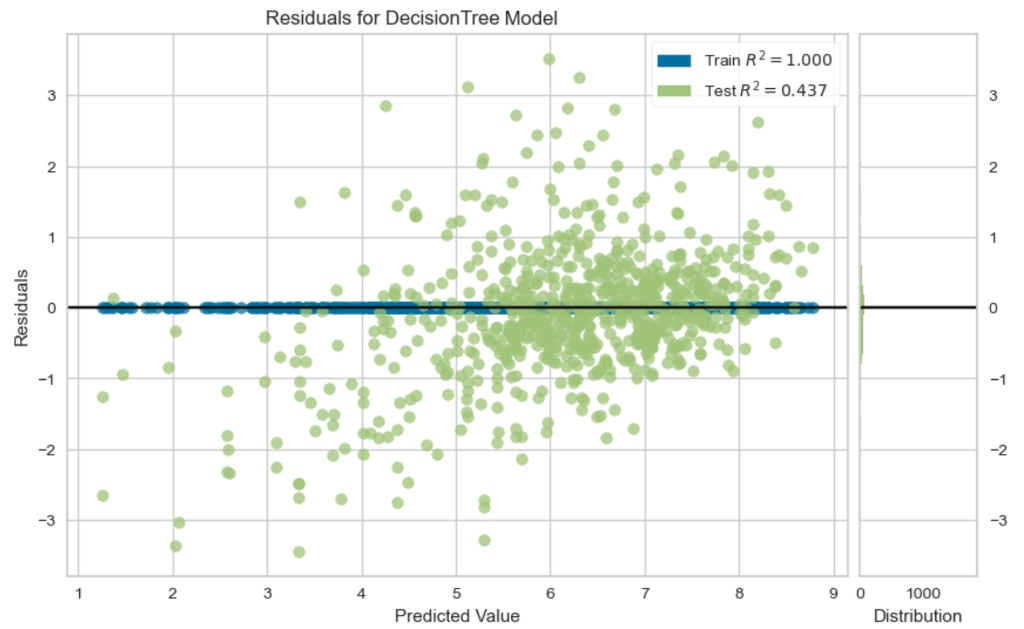 Residuals for DecisionTree Model
Train R² = 1.000
Test R² = 0.437
Residuals
3
2
1
0
−1
−2
−3
3
2
1
0
−1
−2
−3
1 2 3 4 5 6 7 8 9
0 1000
Predicted Value
Distribution